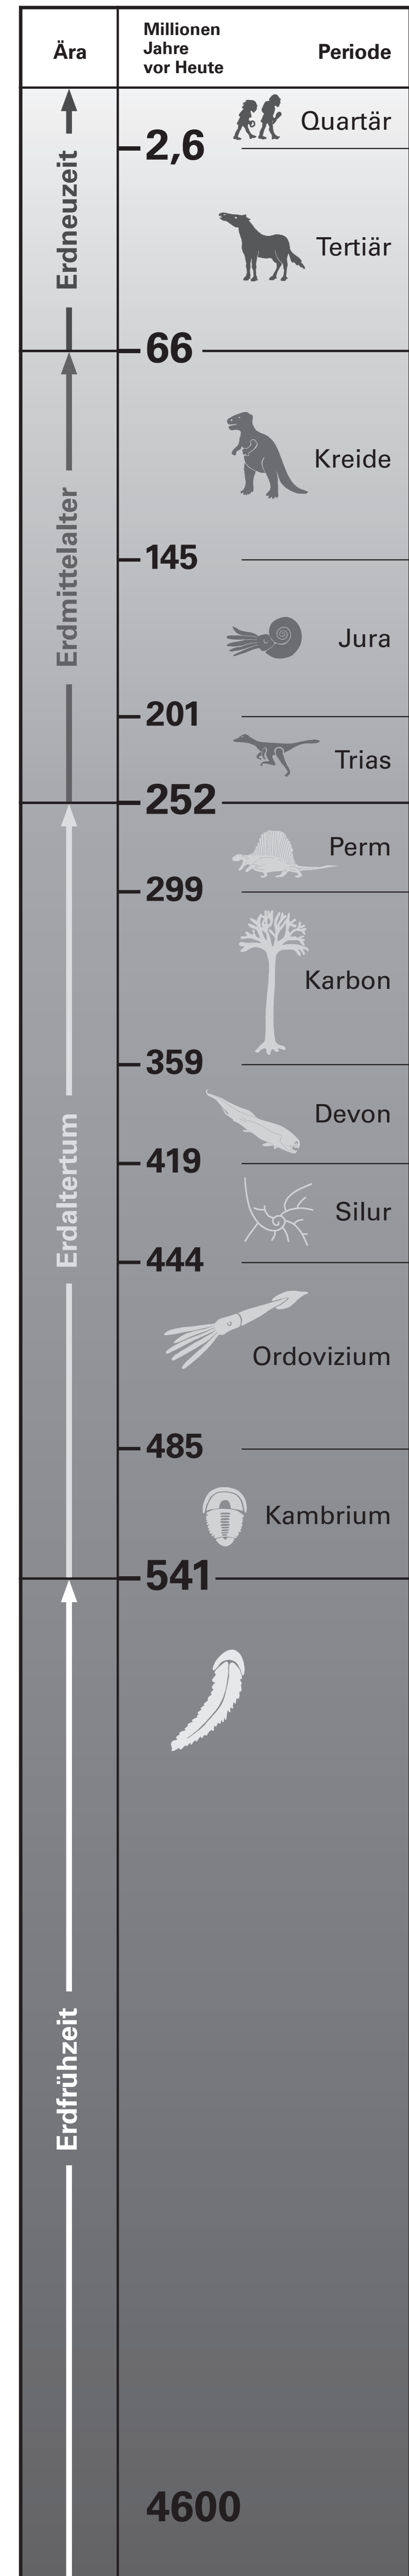 Ära
Millionen
Jahre
vor Heute
Periode
Erdneuzeit
Quartär
2,6
Tertiär
66
Erdmittelalter
Kreide
145
Jura
201
Trias
252
Erdaltertum
Perm
299
Karbon
359
Devon
419
Silur
444
Ordovizium
485
Kambrium
541
Erdfrühzeit
4600